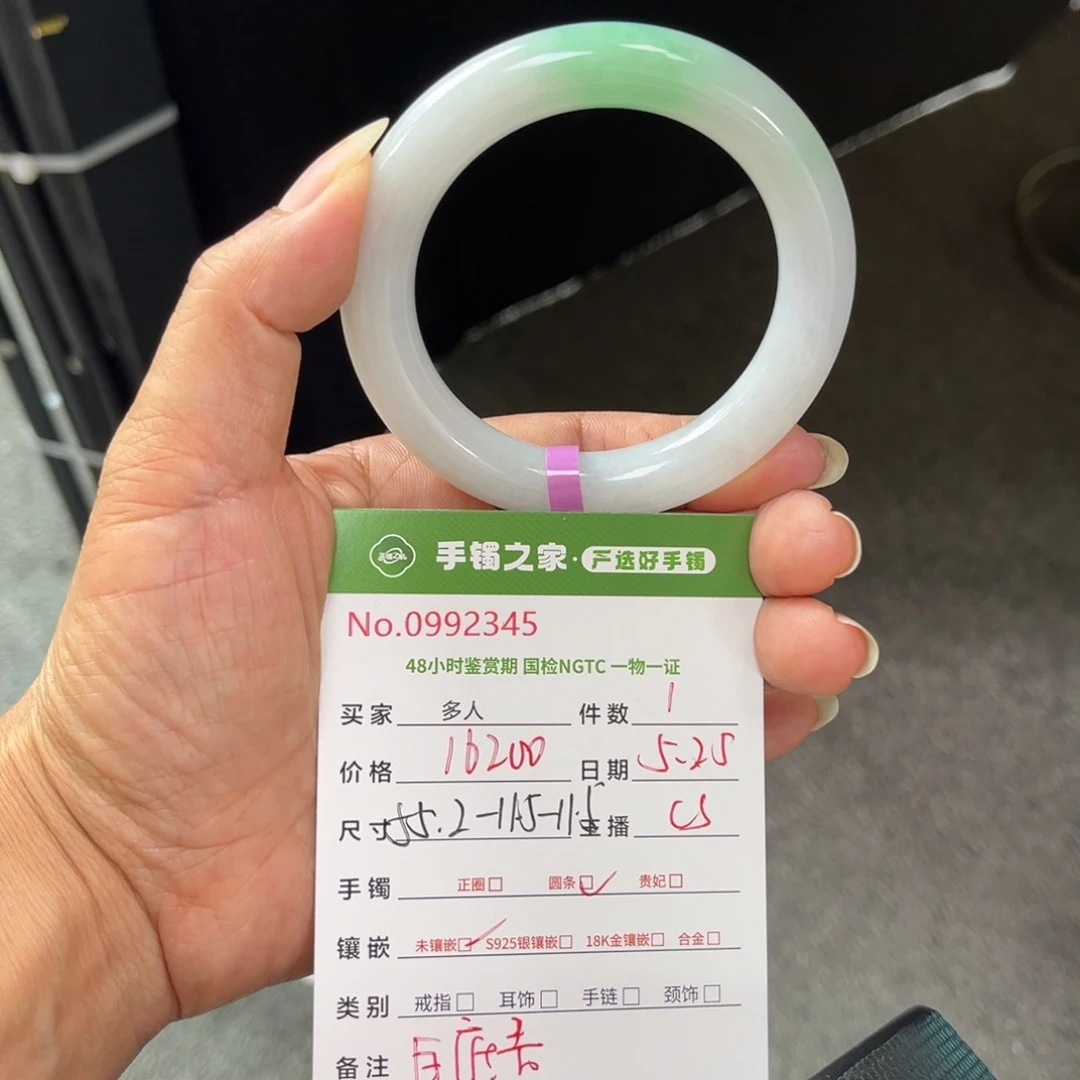 手镯之家·严选好手镯
No.0992345
48小时鉴赏期 国检NGTC 一物一证
买家 多人 件数 1
价格 16200 日期 5.25
尺寸 55.2-11.5-11.5 主播
手镯 正圈□ 圆条☑ 贵妃□
镶嵌 未镶嵌☑ S925银镶嵌□ 18K金镶嵌□ 合金□
类别 戒指□ 耳饰□ 手链□ 颈饰□
备注